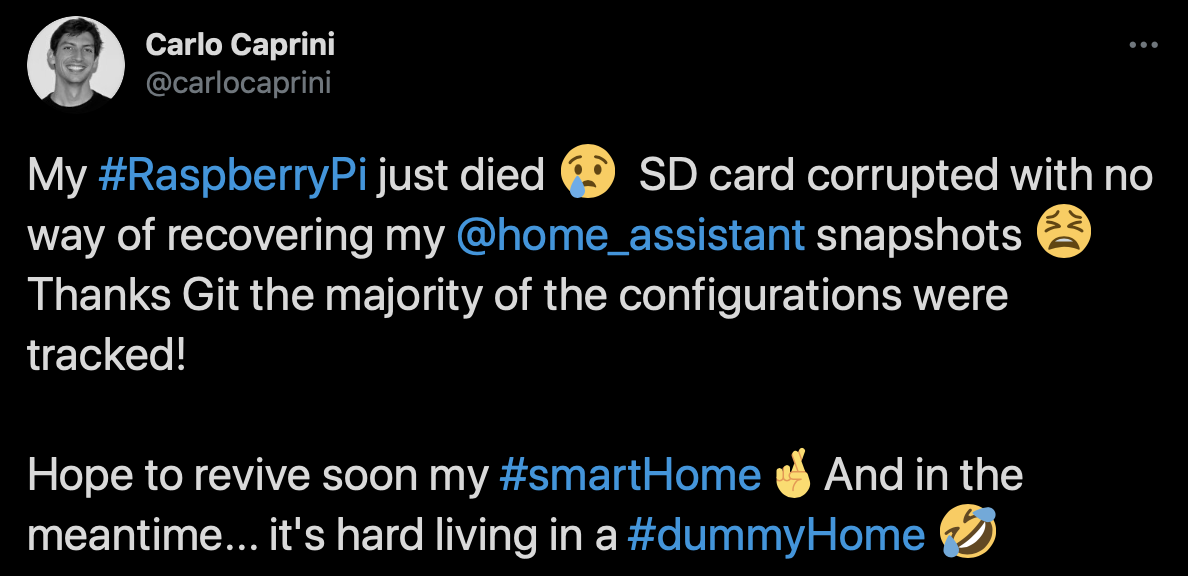 Carlo Caprini
@carlocaprini
My #RaspberryPi just died 😢 SD card corrupted with no
way of recovering my @home_assistant snapshots 😫
Thanks Git the majority of the configurations were
tracked!
Hope to revive soon my #smartHome 🤞 And in the
meantime... it's hard living in a #dummyHome 🤣